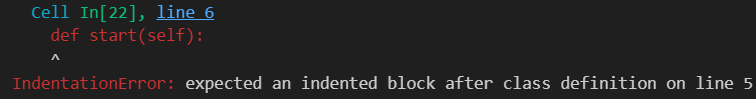 Cell In[22], line 6
def start(self):
^
IndentationError: expected an indented block after class definition on line 5